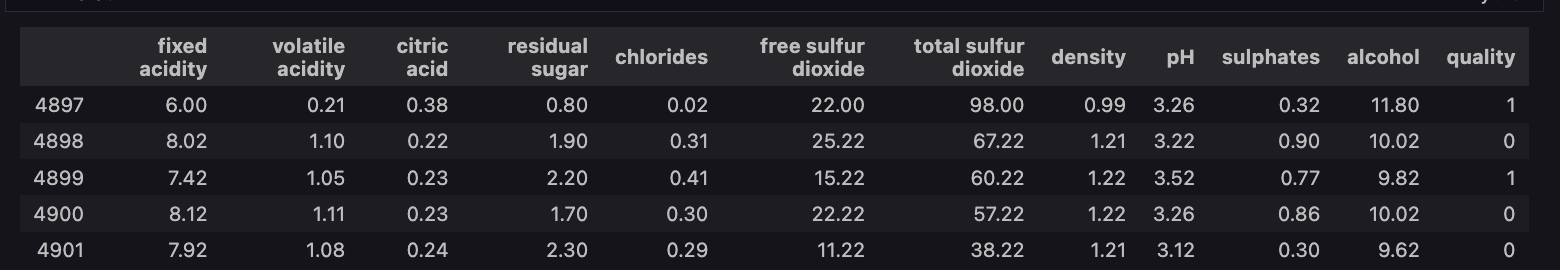 fixed acidity volatile acidity citric acid residual sugar chlorides free sulfur dioxide total sulfur dioxide density pH sulphates alcohol quality
4897 6.00 0.21 0.38 0.80 0.02 22.00 98.00 0.99 3.26 0.32 11.80 1
4898 8.02 1.10 0.22 1.90 0.31 25.22 67.22 1.21 3.22 0.90 10.02 0
4899 7.42 1.05 0.23 2.20 0.41 15.22 60.22 1.22 3.52 0.77 9.82 1
4900 8.12 1.11 0.23 1.70 0.30 22.22 57.22 1.22 3.26 0.86 10.02 0
4901 7.92 1.08 0.24 2.30 0.29 11.22 38.22 1.21 3.12 0.30 9.62 0